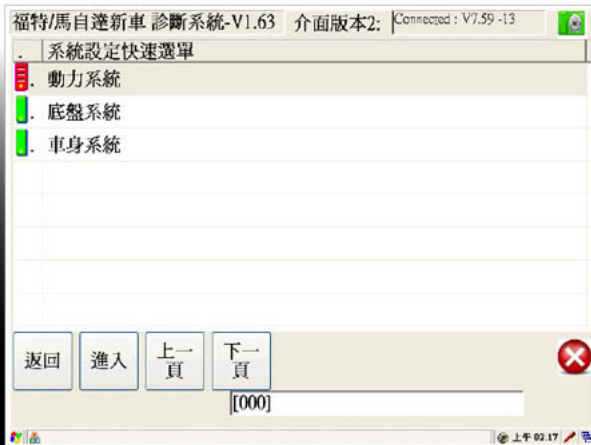 福特/馬自達新車 診斷系統-V1.63 介面版本2: Connected : V7.59 -13
. 系統設定快速選單
. 動力系統
. 底盤系統
. 車身系統
返回 進入 上一頁 下一頁
[000]
上午 02:17